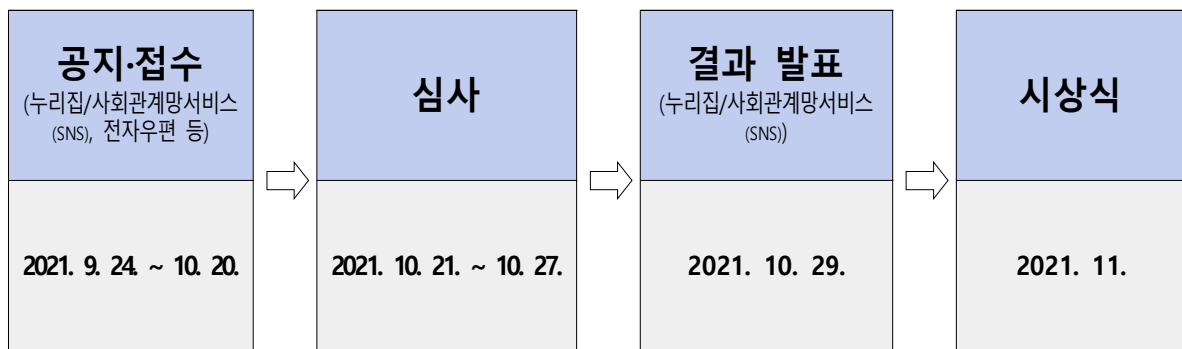 공지·접수
(누리집/사회관계망서비스
(SNS), 전자우편 등)
2021. 9. 24. ~ 10. 20.
심사
2021. 10. 21. ~ 10. 27.
결과 발표
(누리집/사회관계망서비스
(SNS))
2021. 10. 29.
시상식
2021. 11.